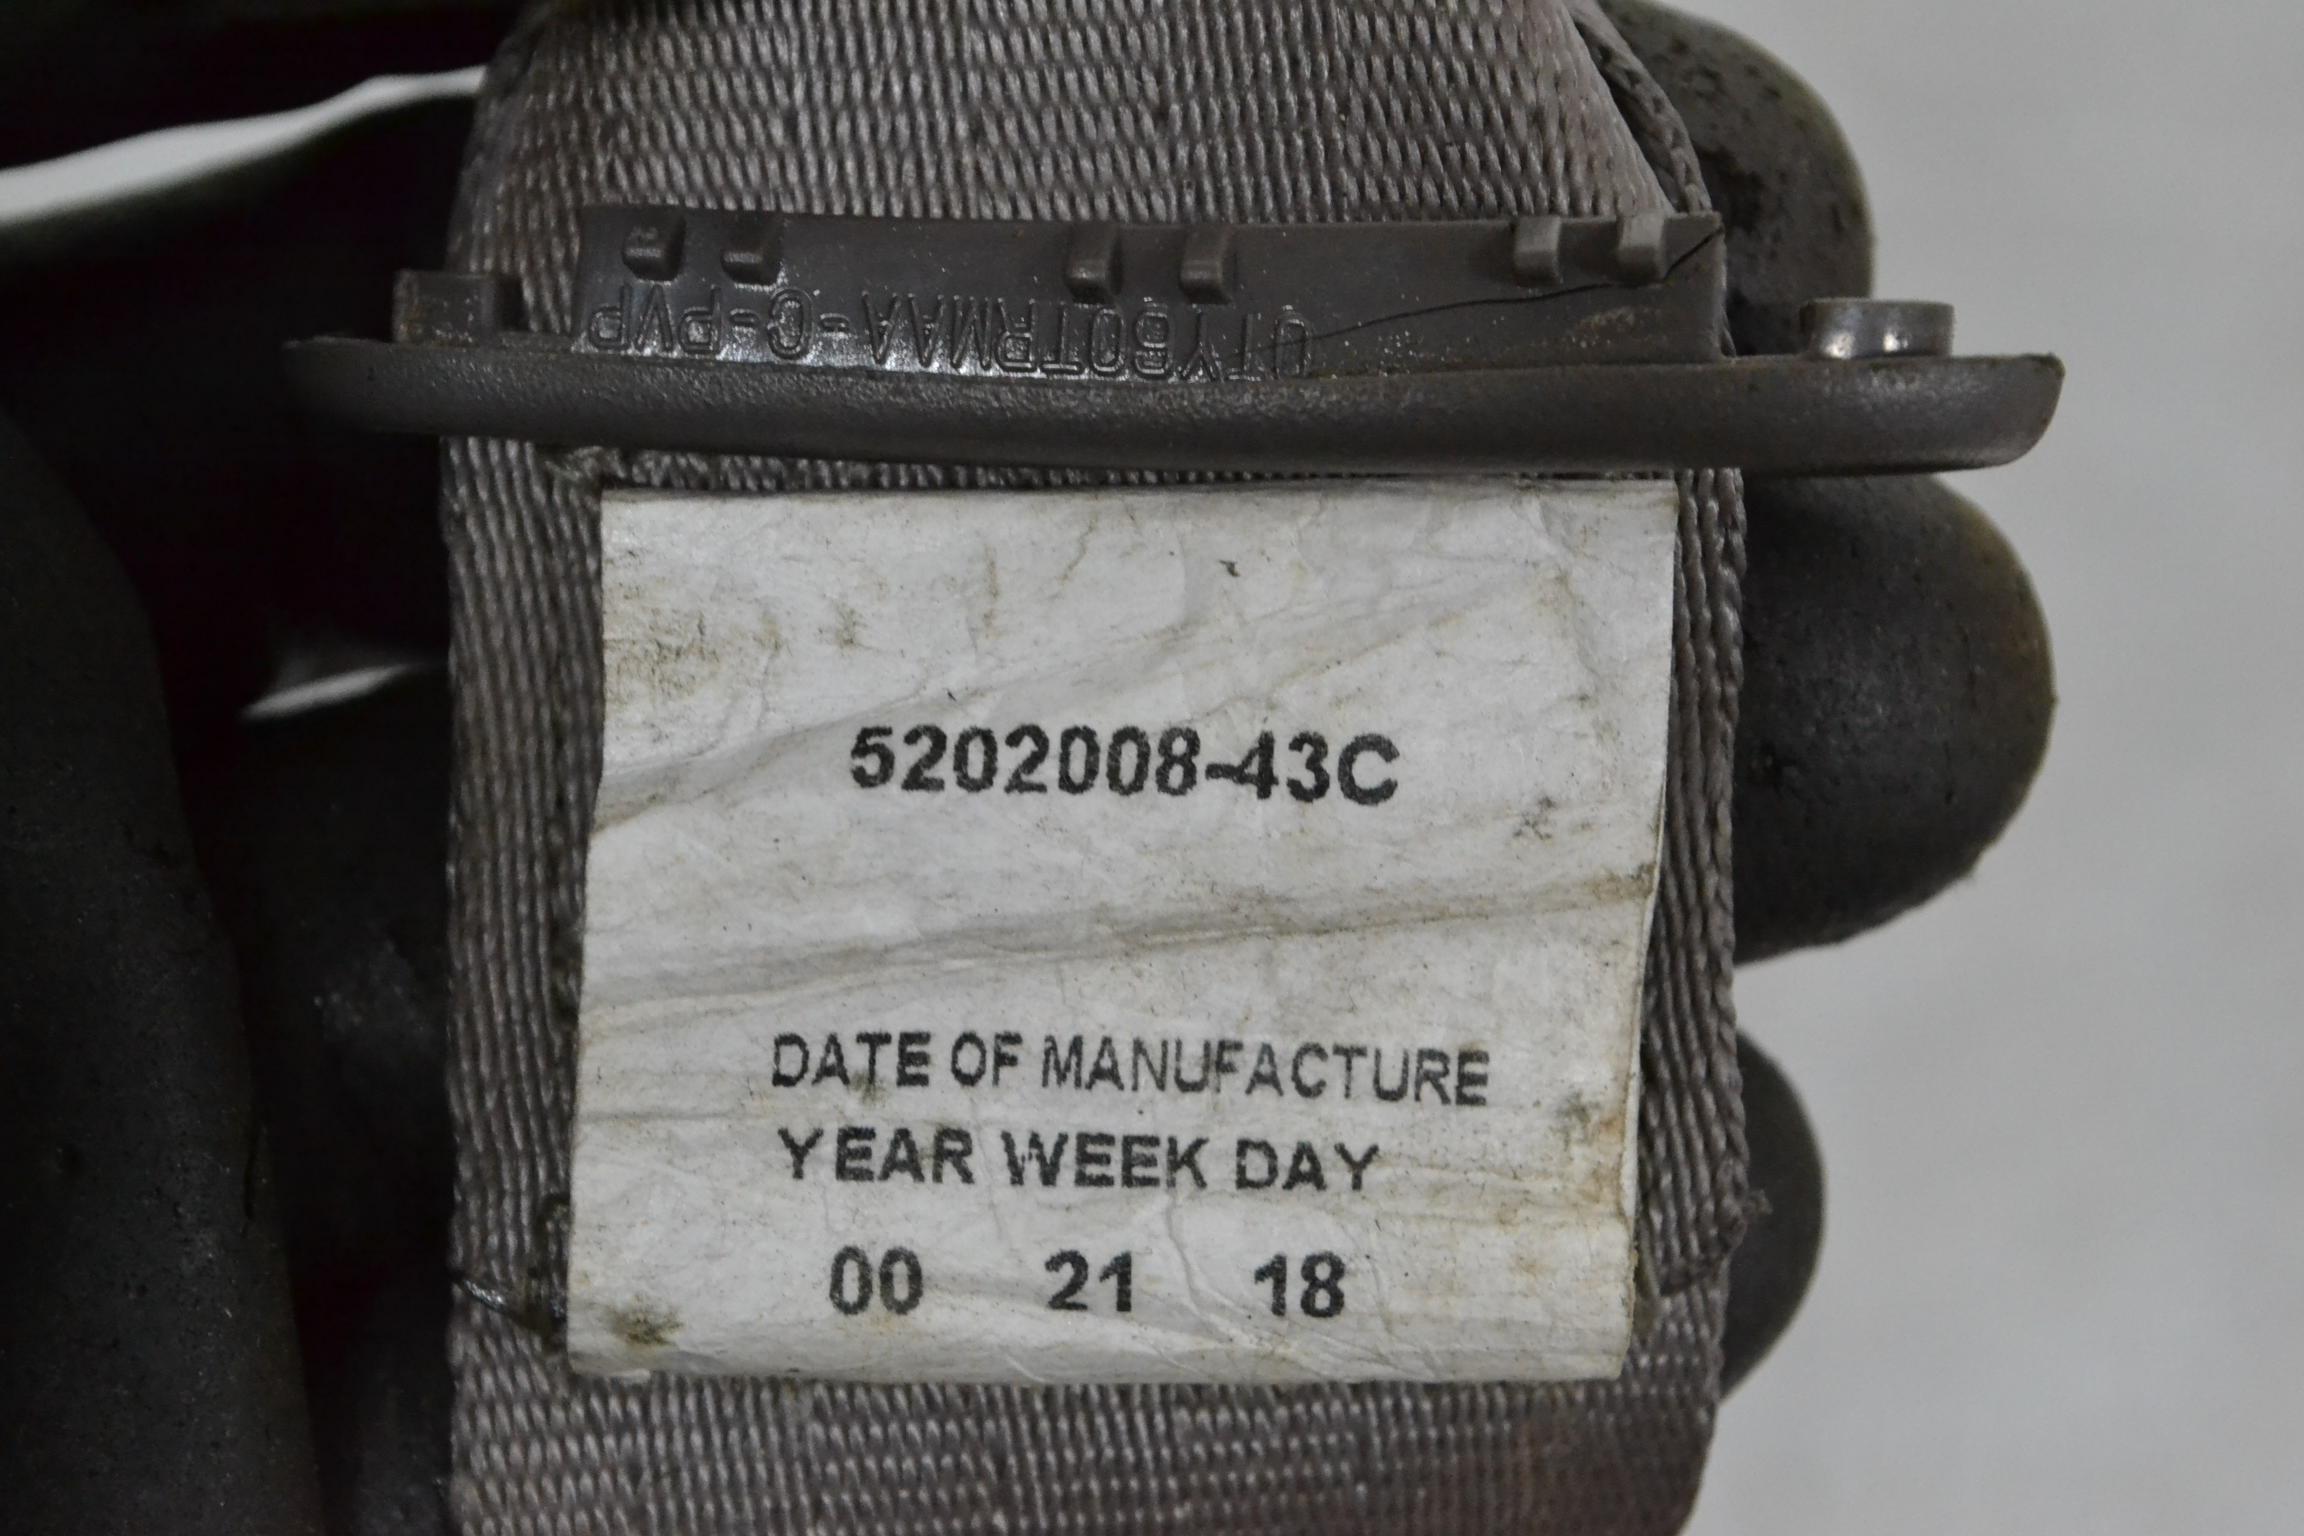 5202008-43C
DATE OF MANUFACTURE
YEAR WEEK DAY
00 21 18